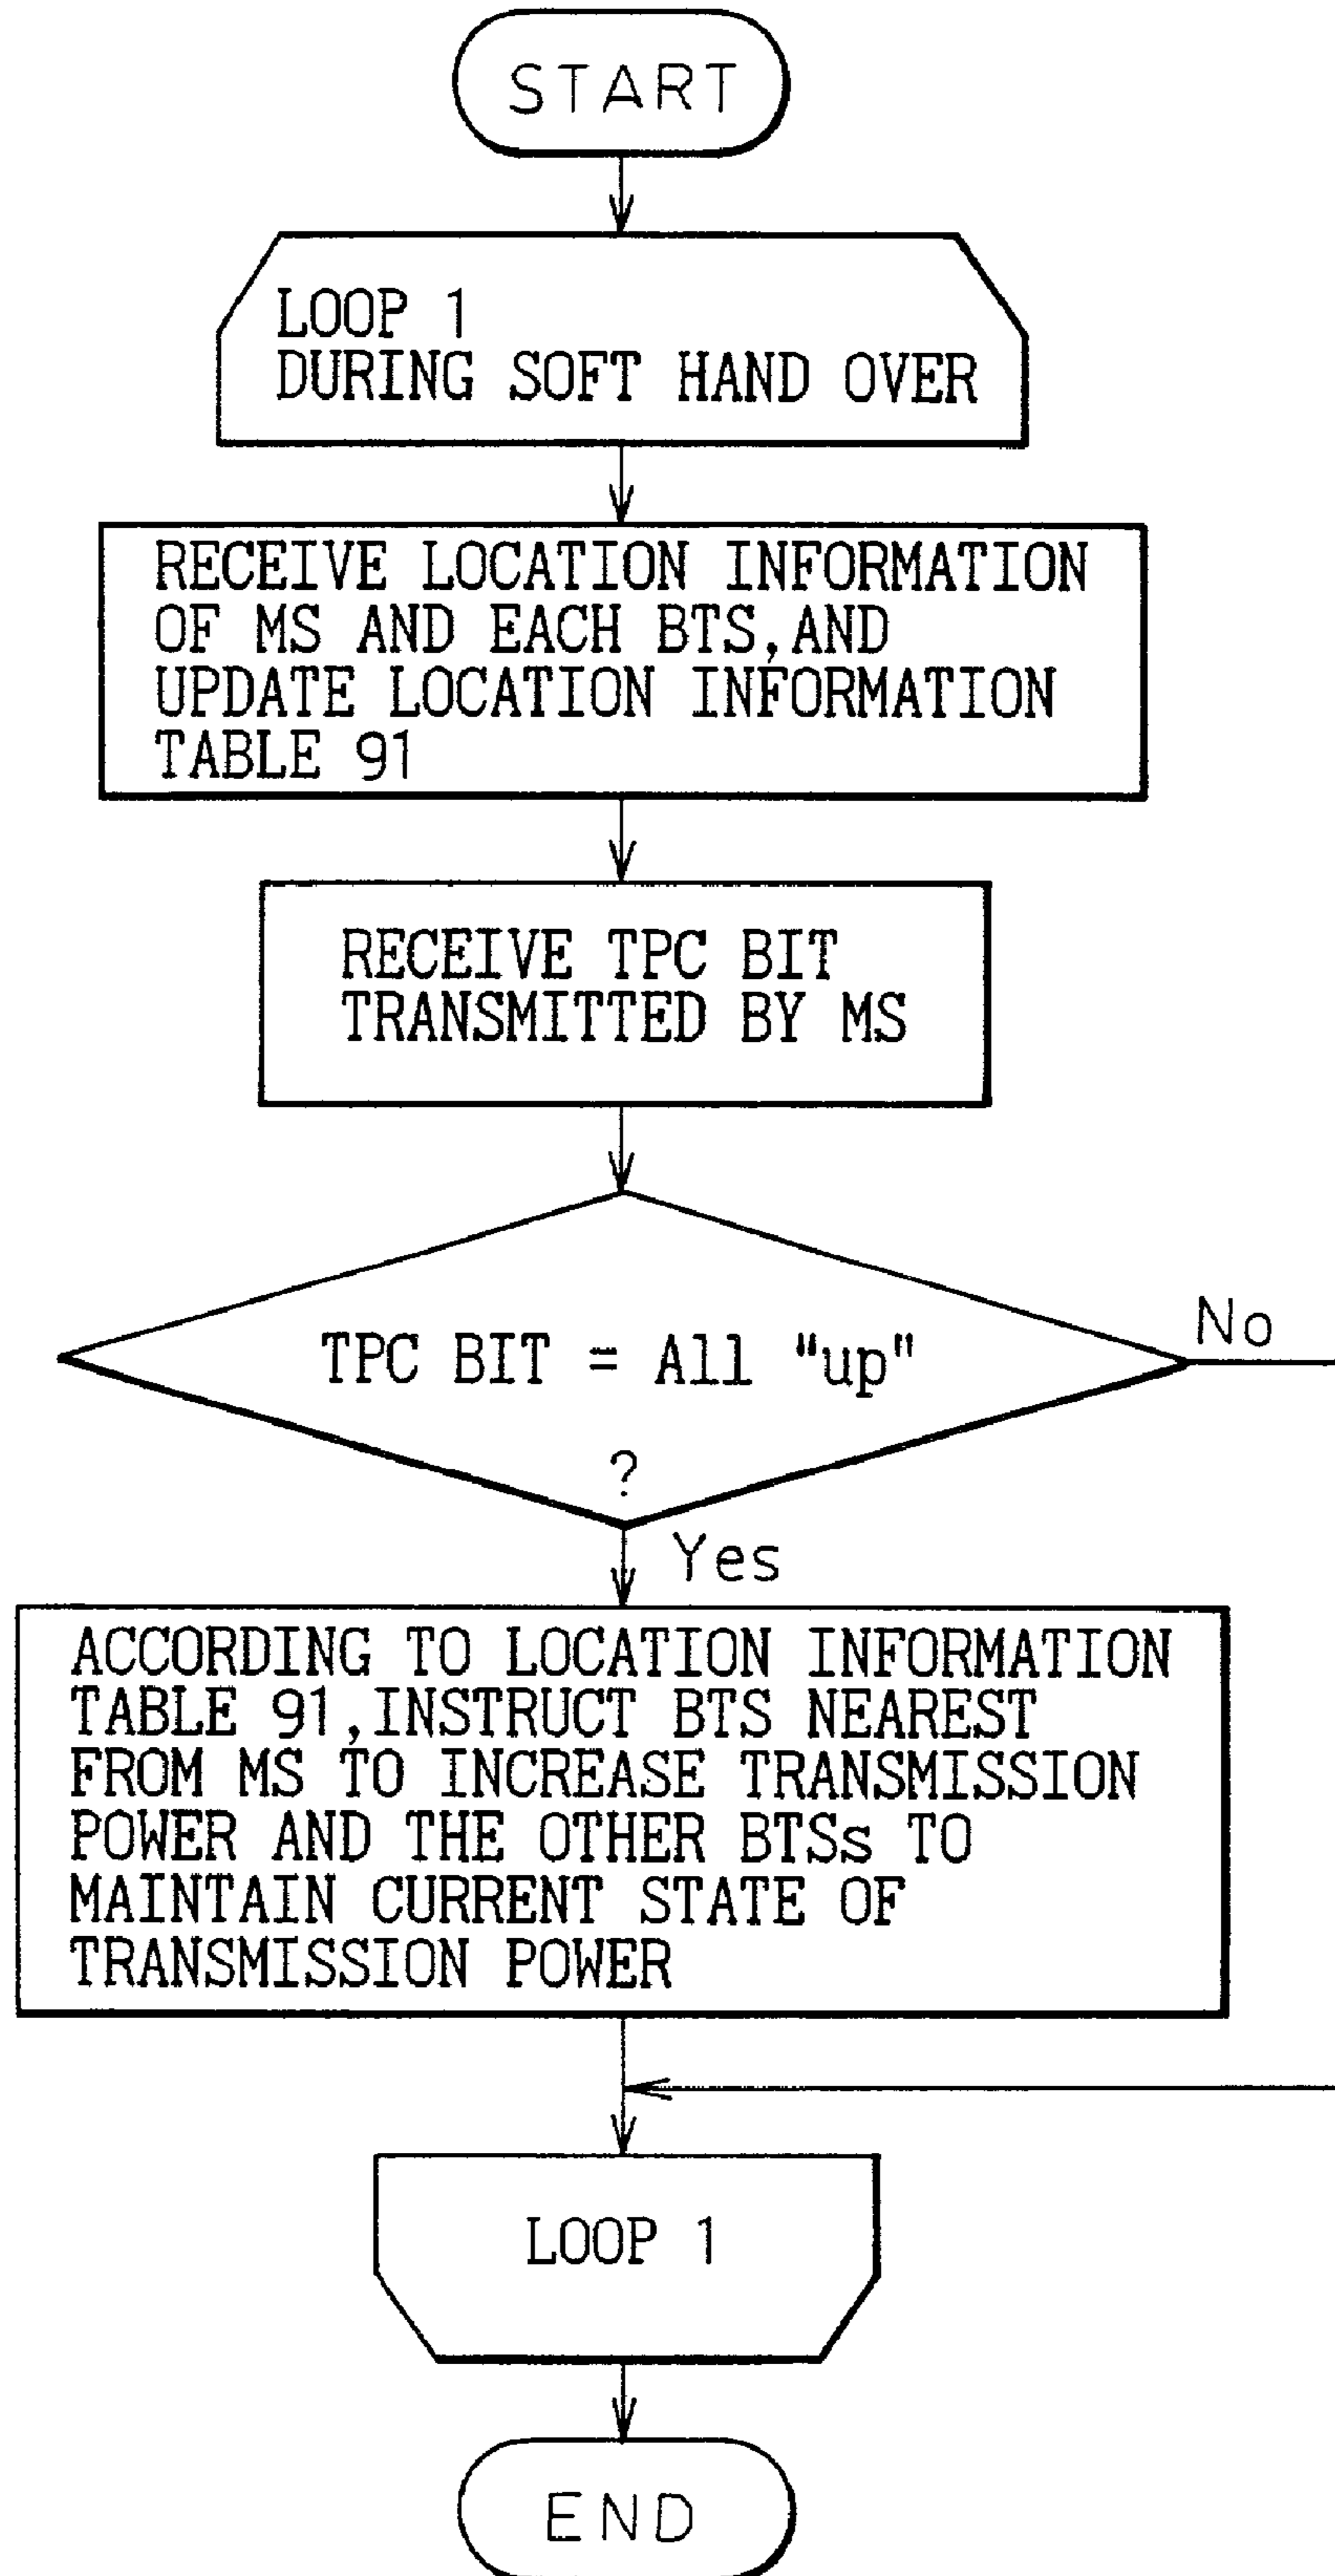 START
LOOP 1
DURING SOFT HAND OVER
RECEIVE LOCATION INFORMATION
OF MS AND EACH BTS,AND
UPDATE LOCATION INFORMATION
TABLE 91
RECEIVE TPC BIT
TRANSMITTED BY MS
TPC BIT = All "up"
?
No
Yes
ACCORDING TO LOCATION INFORMATION
TABLE 91,INSTRUCT BTS NEAREST
FROM MS TO INCREASE TRANSMISSION
POWER AND THE OTHER BTSs TO
MAINTAIN CURRENT STATE OF
TRANSMISSION POWER
LOOP 1
END